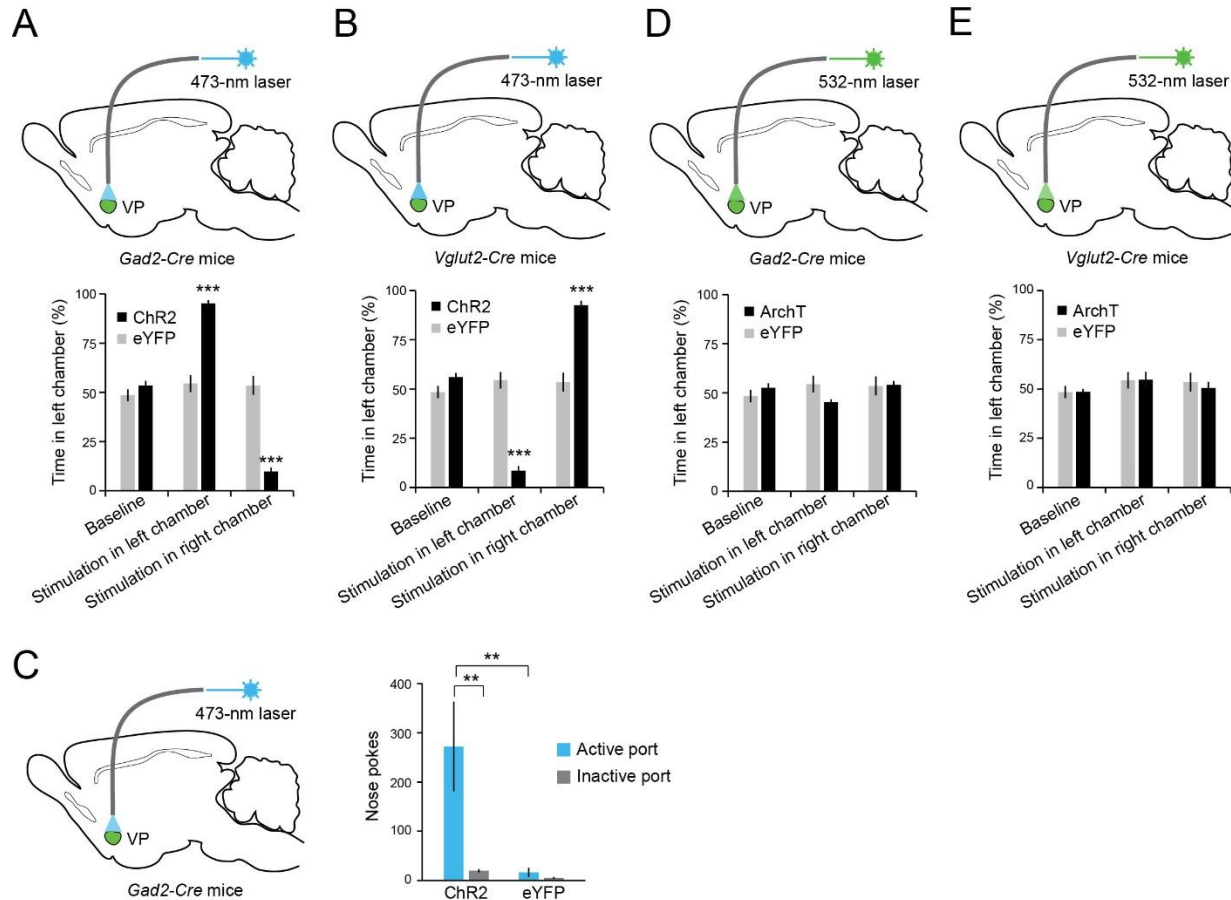 A
473-nm laser
VP
Gad2-Cre mice
Time in left chamber (%)
100
75
50
25
0
ChR2
eYFP
***
***
Baseline
Stimulation in left chamber
Stimulation in right chamber
B
473-nm laser
VP
Vglut2-Cre mice
Time in left chamber (%)
100
75
50
25
0
ChR2
eYFP
***
***
Baseline
Stimulation in left chamber
Stimulation in right chamber
D
532-nm laser
VP
Gad2-Cre mice
Time in left chamber (%)
100
75
50
25
0
ArchT
eYFP
Baseline
Stimulation in left chamber
Stimulation in right chamber
E
532-nm laser
VP
Vglut2-Cre mice
Time in left chamber (%)
100
75
50
25
0
ArchT
eYFP
Baseline
Stimulation in left chamber
Stimulation in right chamber
C
473-nm laser
VP
Gad2-Cre mice
Nose pokes
400
300
200
100
0
**
**
Active port
Inactive port
ChR2
eYFP